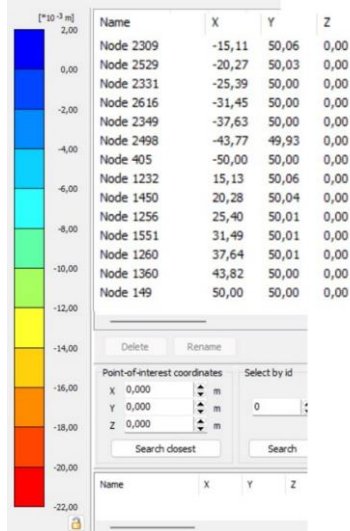 [*10 -3 m]
2,00
0,00
-2,00
-4,00
-6,00
-8,00
-10,00
-12,00
-14,00
-16,00
-18,00
-20,00
-22,00
Name X Y Z
Node 2309 -15,11 50,06 0,00
Node 2529 -20,27 50,03 0,00
Node 2331 -25,39 50,00 0,00
Node 2616 -31,45 50,00 0,00
Node 2349 -37,63 50,00 0,00
Node 2498 -43,77 49,93 0,00
Node 405 -50,00 50,00 0,00
Node 1232 15,13 50,06 0,00
Node 1450 20,28 50,04 0,00
Node 1256 25,40 50,01 0,00
Node 1551 31,49 50,01 0,00
Node 1260 37,64 50,01 0,00
Node 1360 43,82 50,00 0,00
Node 149 50,00 50,00 0,00
Delete Rename
Point-of-interest coordinates Select by id
X 0,000 m
Y 0,000 m 0
Z 0,000 m
Search closest Search
Name X Y Z